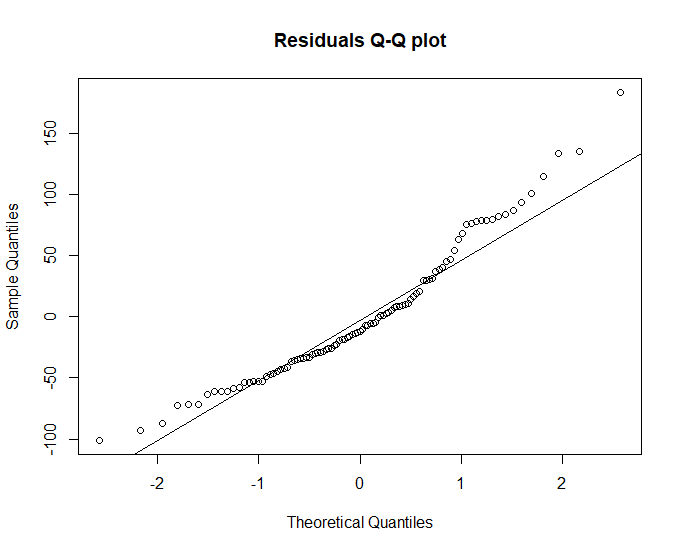 Residuals Q-Q plot
150
100
50
0
-50
-100
Sample Quantiles
-2 -1 0 1 2
Theoretical Quantiles